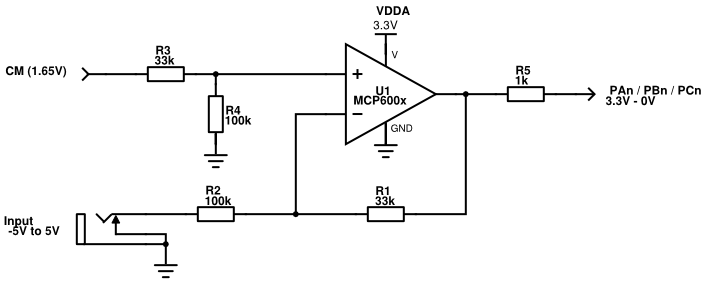 VDDA
3.3V
V
R3
33k
CM (1.65V)
+
U1
MCP600x
R5
1k
PAn / PBn / PCn
3.3V - 0V
R4
100k
−
GND
R2
100k
R1
33k
Input
-5V to 5V